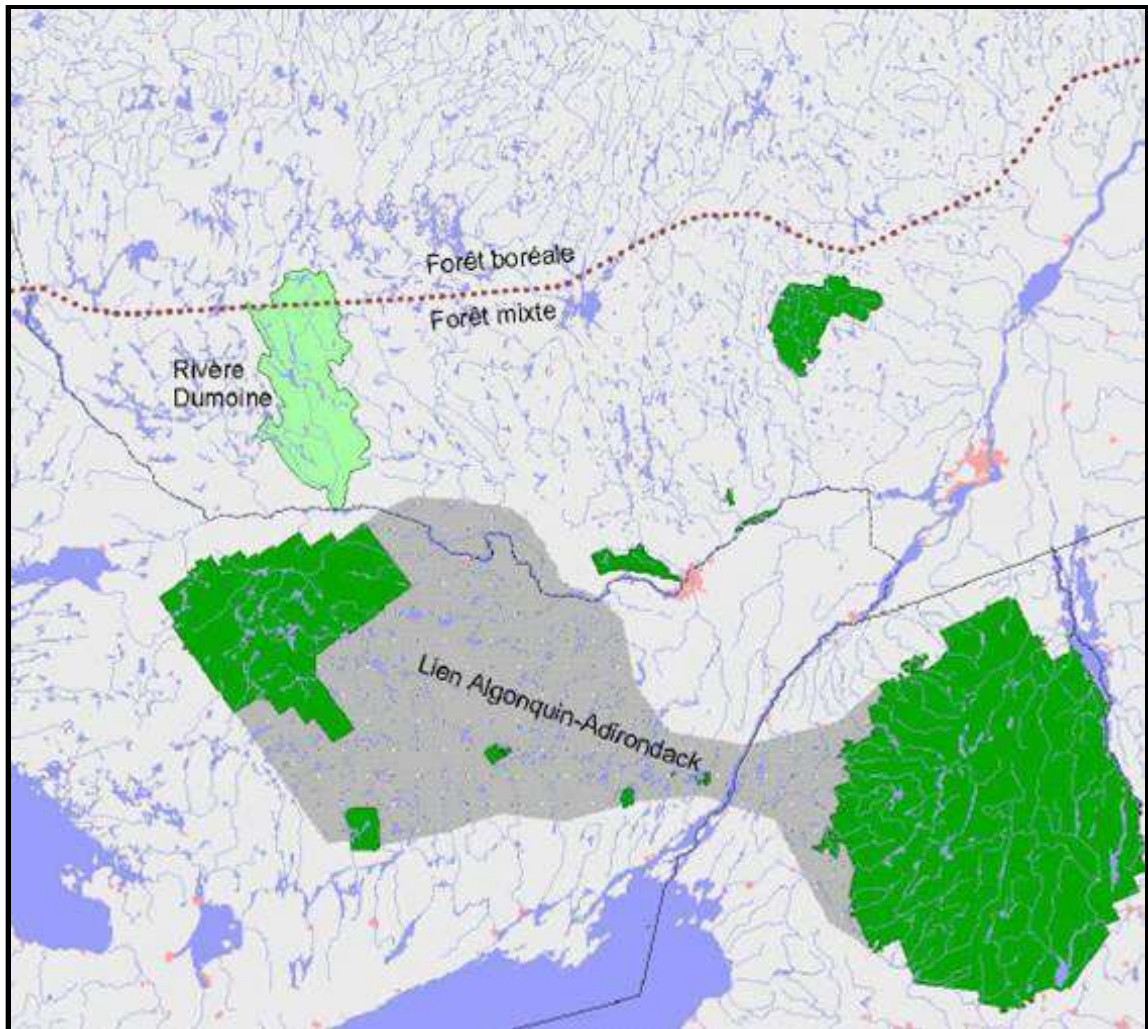 Forêt boréale
Forêt mixte
Rivère
Dumoine
Lien Algonquin-Adirondack